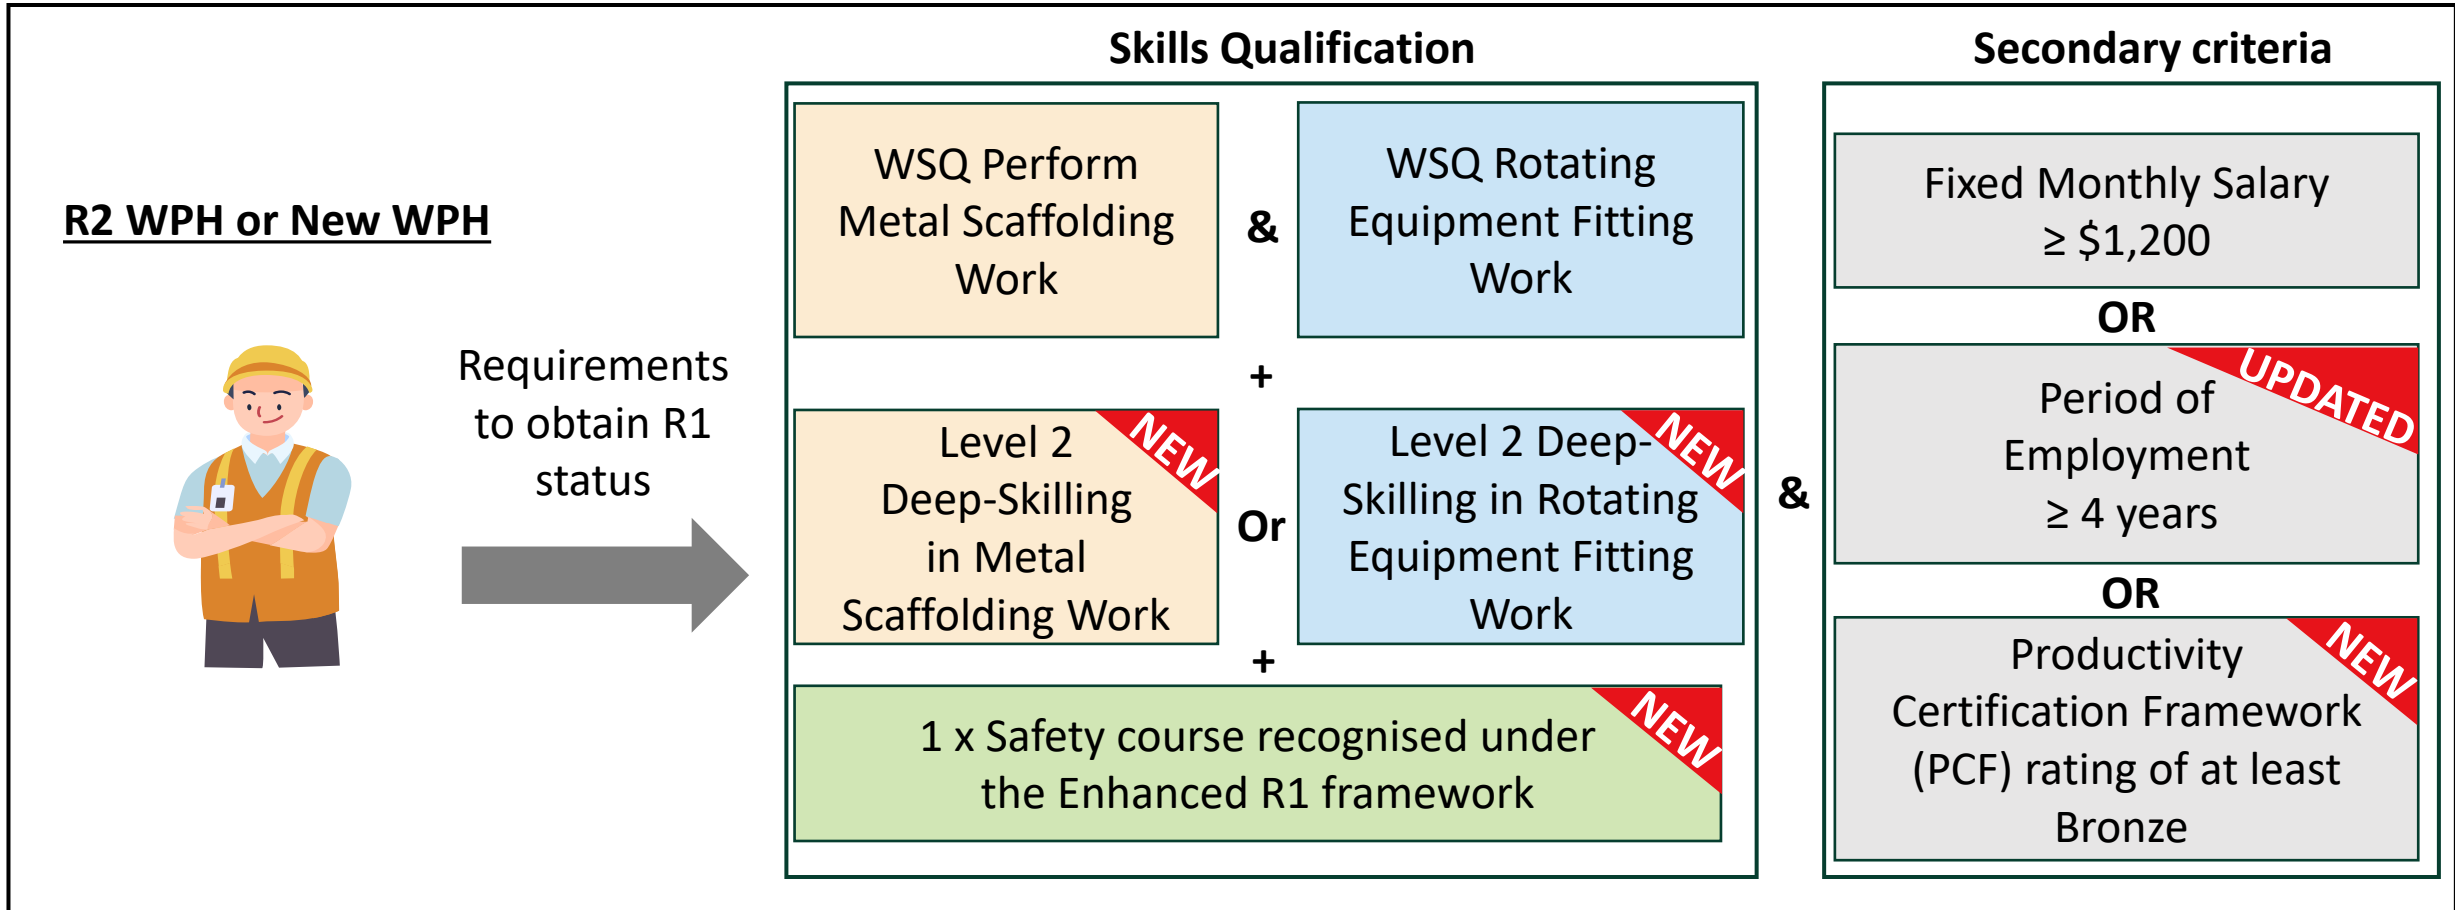 Skills Qualification
Secondary criteria
R2 WPH or New WPH
Requirements
to obtain R1
status
WSQ Perform
Metal Scaffolding
Work
&
WSQ Rotating
Equipment Fitting
Work
+
Level 2
Deep-Skilling
in Metal
Scaffolding Work
NEW
Or
Level 2 Deep-
Skilling in Rotating
Equipment Fitting
Work
NEW
+
1 x Safety course recognised under
the Enhanced R1 framework
NEW
&
Fixed Monthly Salary
≥ $1,200
OR
Period of
Employment
≥ 4 years
UPDATED
OR
Productivity
Certification Framework
(PCF) rating of at least
Bronze
NEW